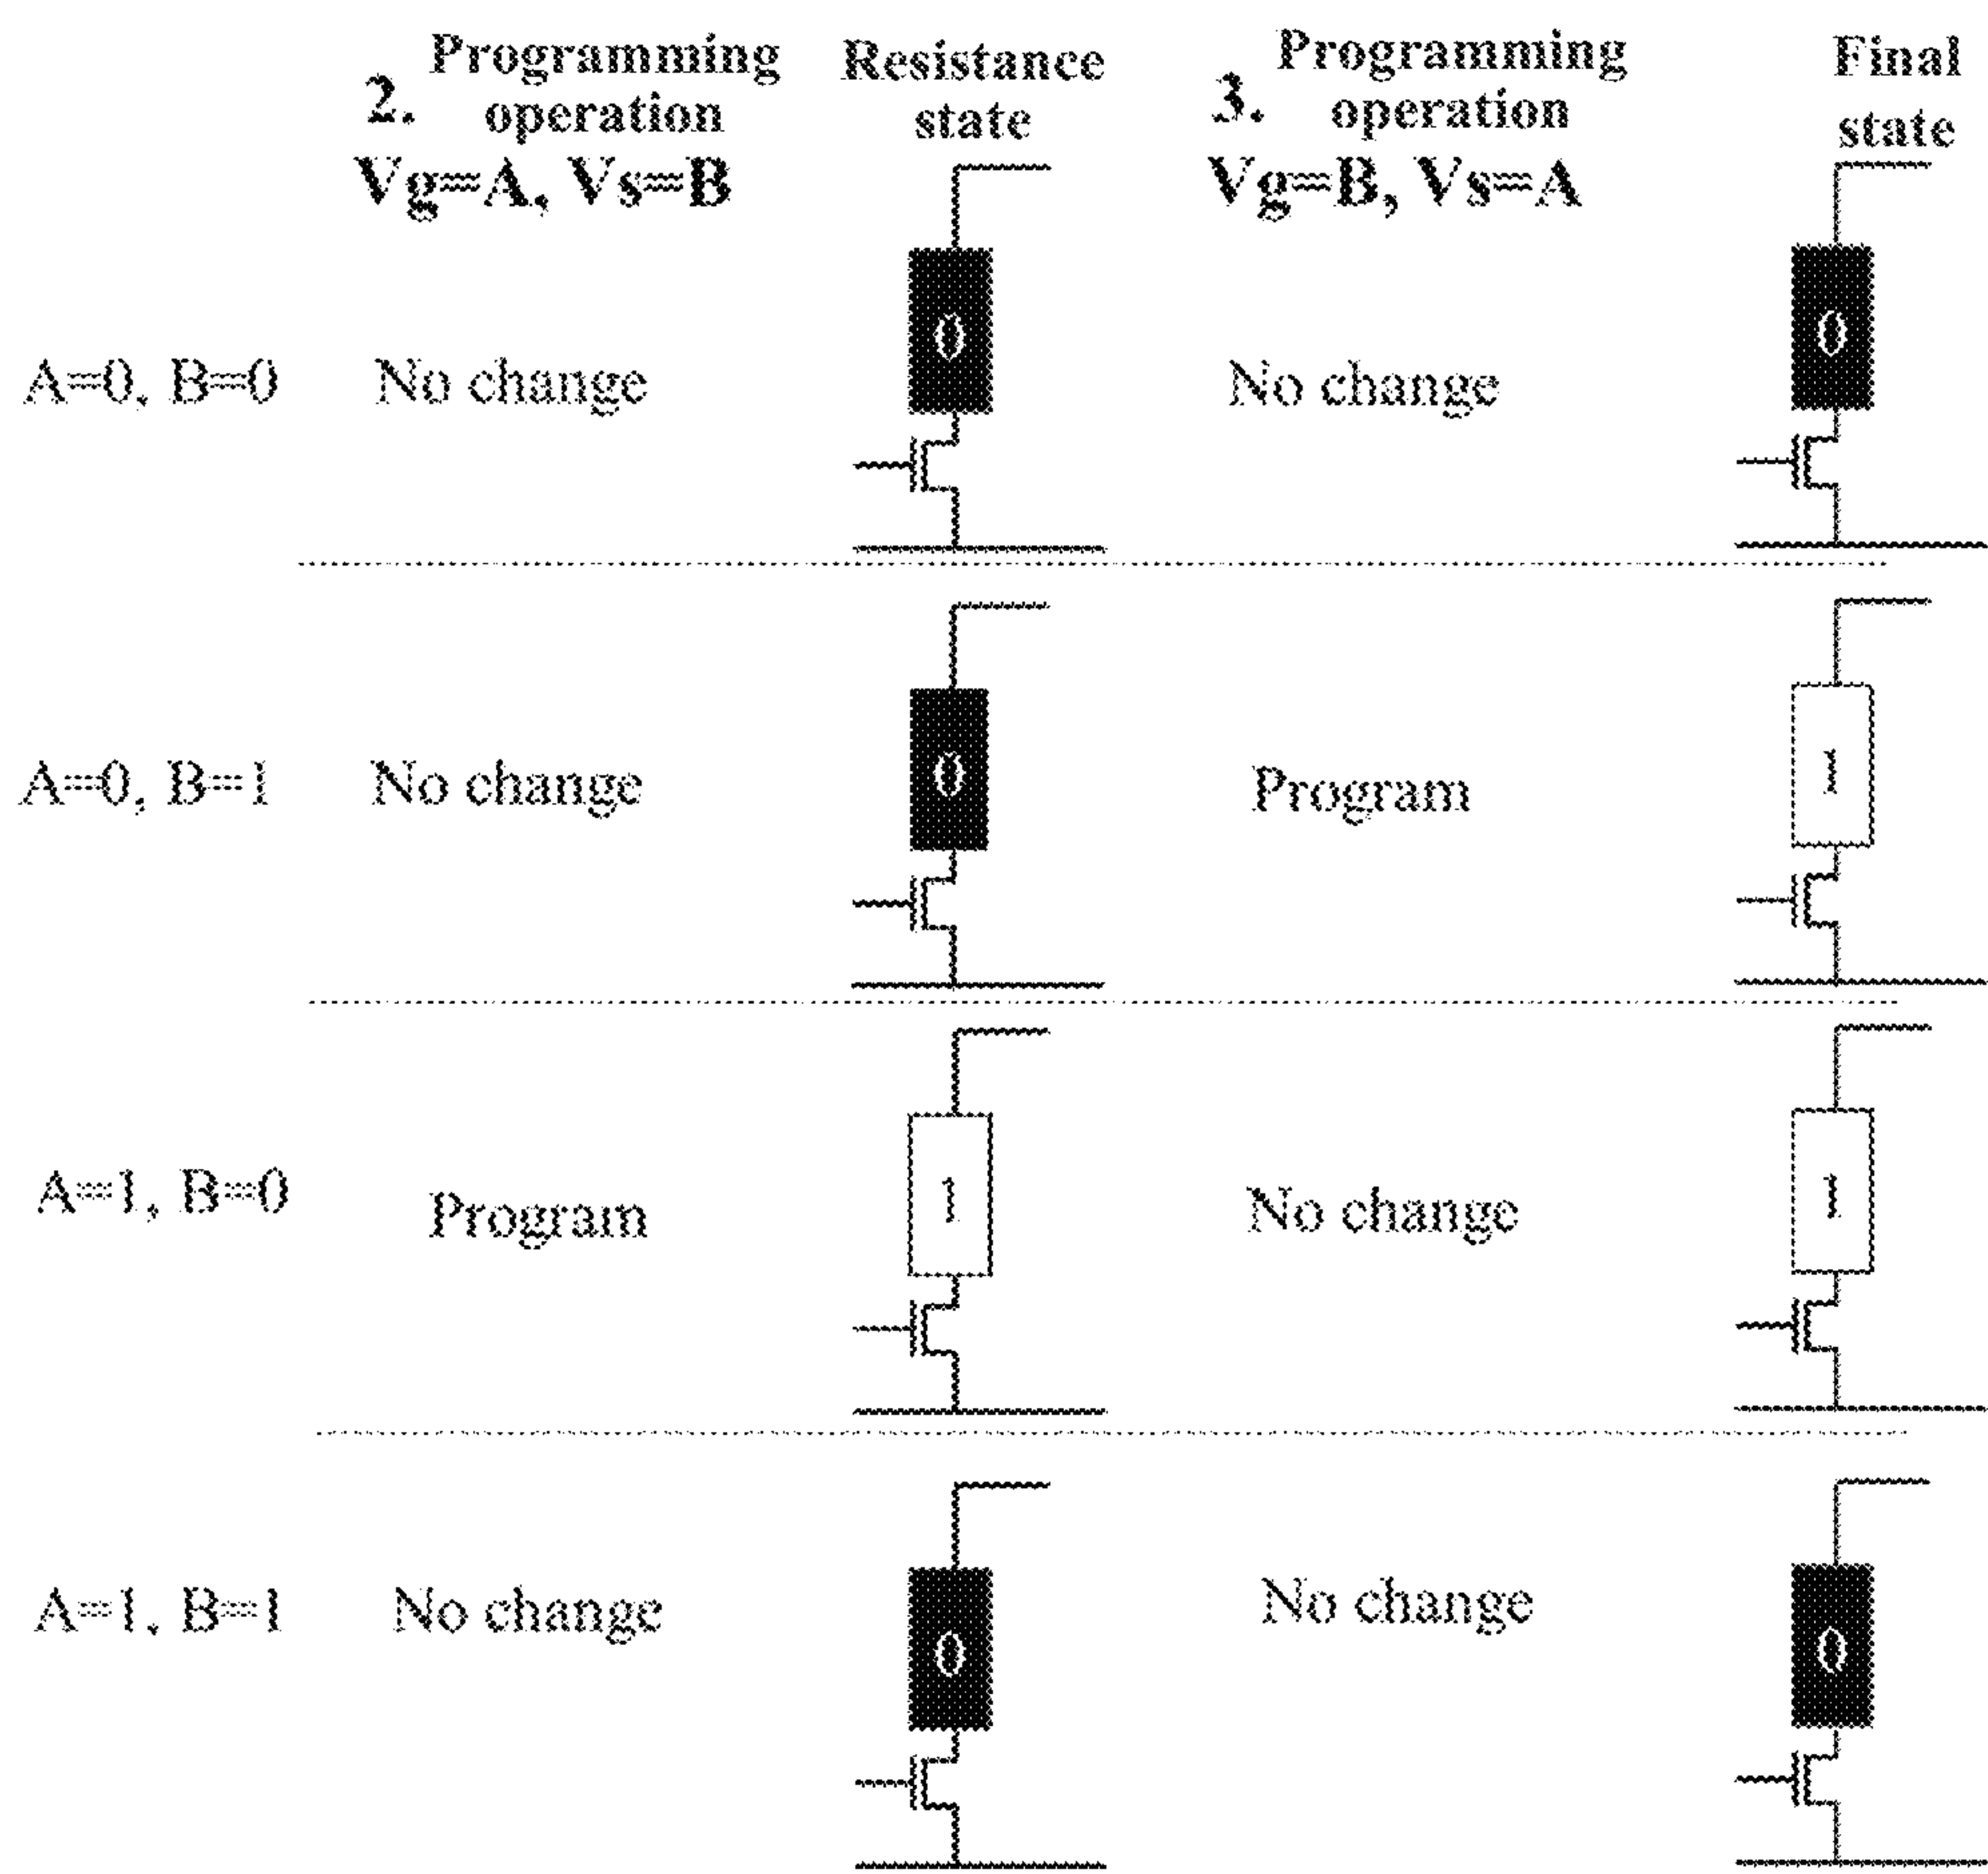 2. Programming operation
Vg=A, Vs=B
Resistance state
3. Programming operation
Vg=B, Vs=A
Final state
A=0, B=0 No change 0 No change 0
A=0, B=1 No change 0 Program 1
A=1, B=0 Program 1 No change 1
A=1, B=1 No change 0 No change 0